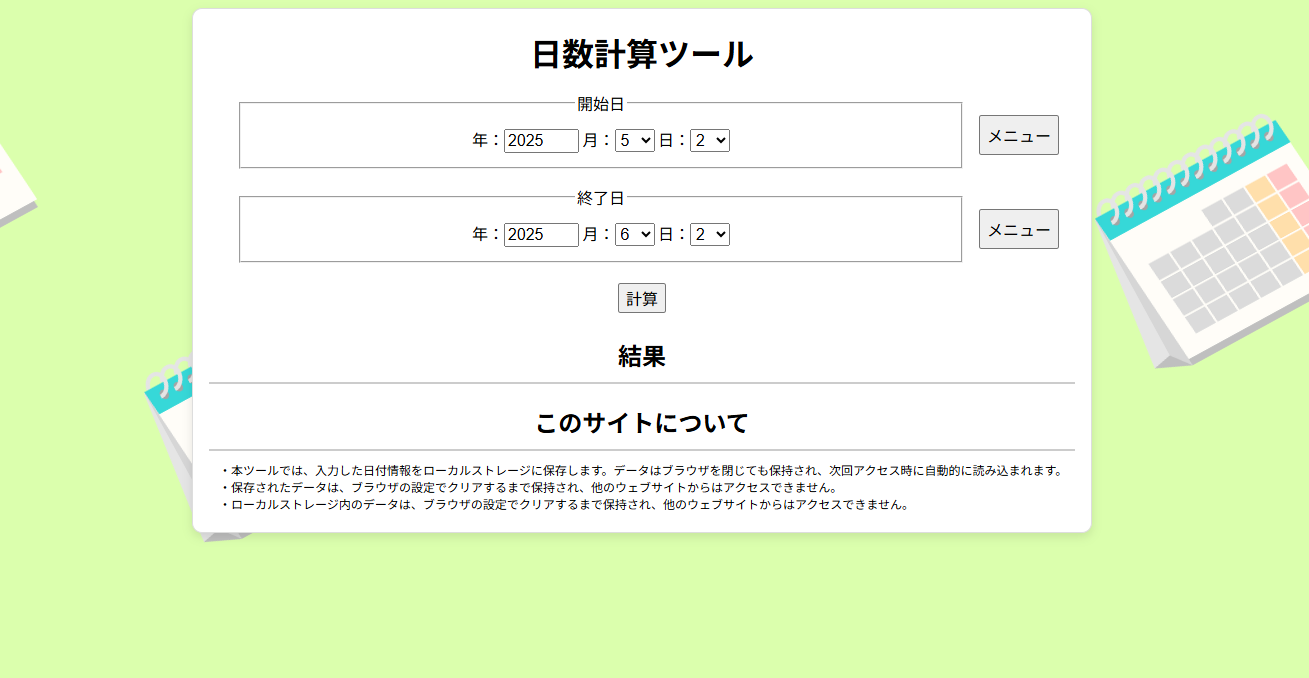 日数計算ツール
開始日
年：2025 月：5 日：2
メニュー
終了日
年：2025 月：6 日：2
メニュー
計算
結果
このサイトについて
・本ツールでは、入力した日付情報をローカルストレージに保存します。データはブラウザを閉じても保持され、次回アクセス時に自動的に読み込まれます。
・保存されたデータは、ブラウザの設定でクリアするまで保持され、他のウェブサイトからはアクセスできません。
・ローカルストレージ内のデータは、ブラウザの設定でクリアするまで保持され、他のウェブサイトからはアクセスできません。